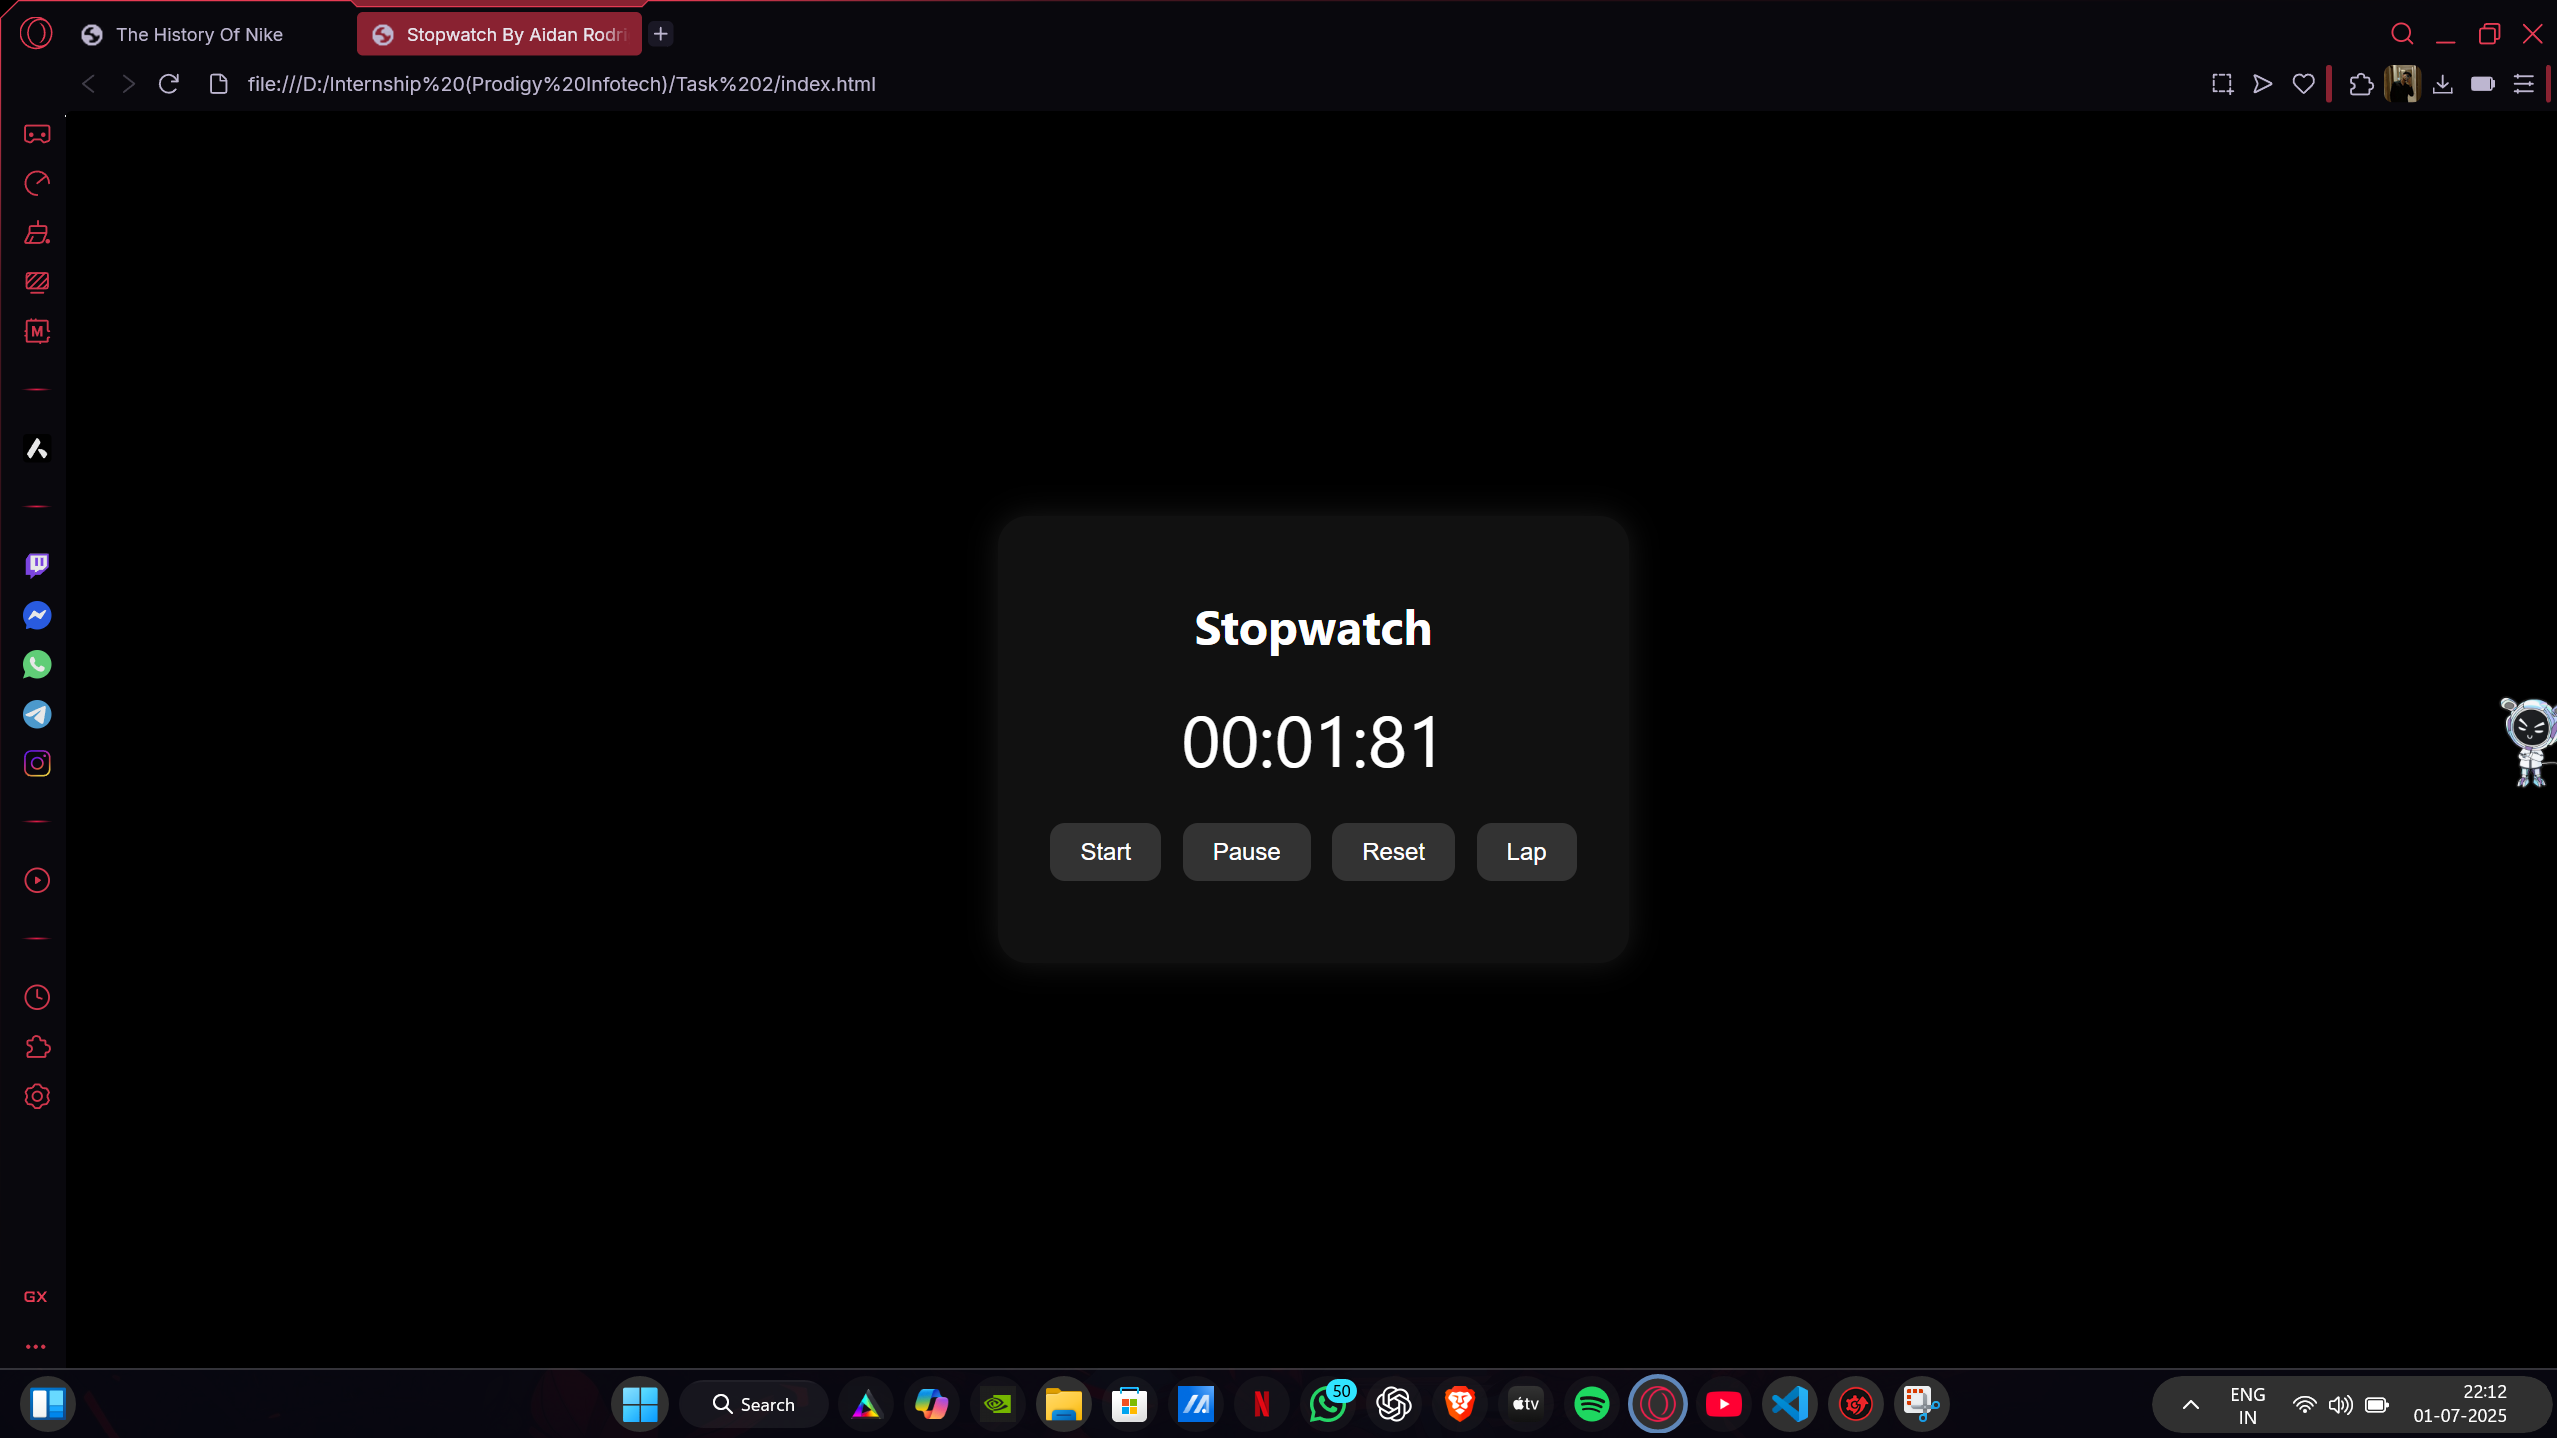 The History Of Nike
Stopwatch By Aidan Rodri
file:///D:/Internship%20(Prodigy%20Infotech)/Task%202/index.html
M
Stopwatch
00:01:81
Start Pause Reset Lap
GX
Search
N
50
tv
ENG
IN
22:12
01-07-2025